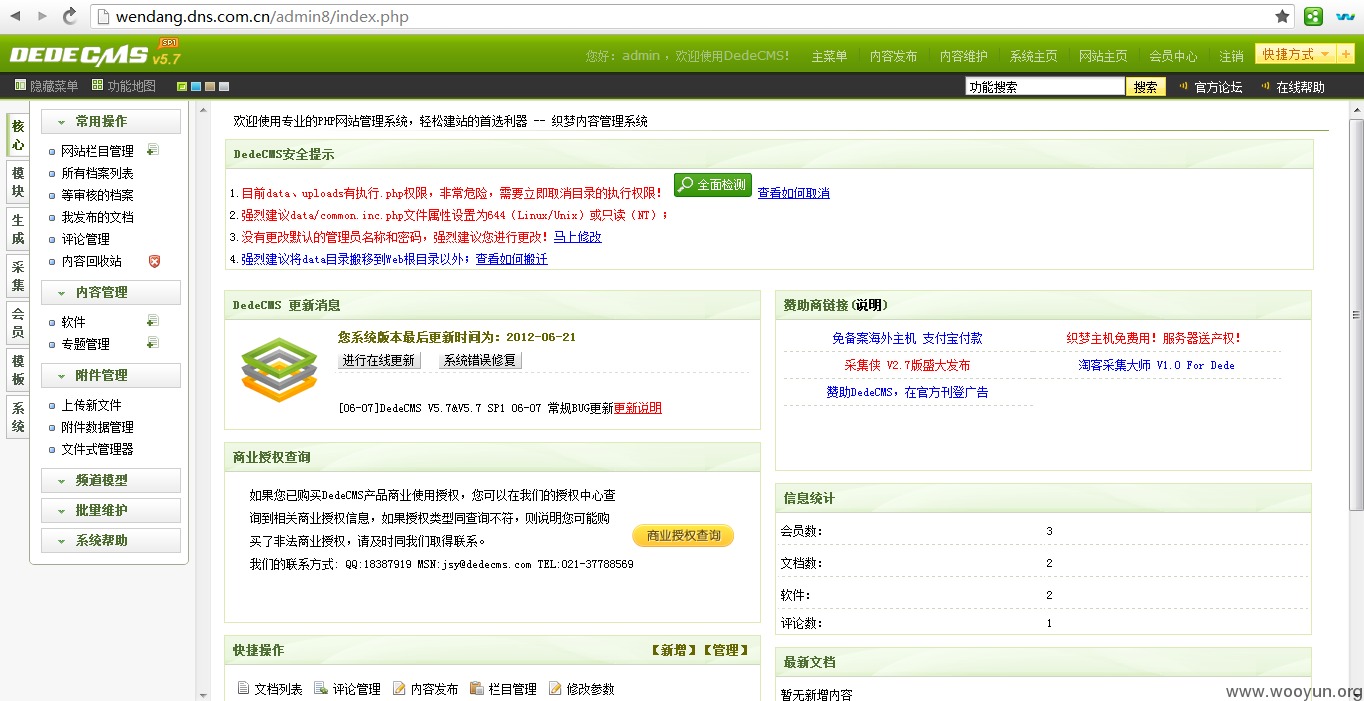 wendang.dns.com.cn/admin8/index.php
DEDECMS v5.7 SP1
您好：admin ，欢迎使用DedeCMS！ 主菜单 内容发布 内容维护 系统主页 网站主页 会员中心 注销 快捷方式
隐藏菜单 功能地图 功能搜索 搜索 官方论坛 在线帮助
核心
模块
生成
采集
会员
模板
系统
常用操作
网站栏目管理
所有档案列表
等审核的档案
我发布的文档
评论管理
内容回收站
内容管理
软件
专题管理
附件管理
上传新文件
附件数据管理
文件式管理器
频道模型
批量维护
系统帮助
欢迎使用专业的PHP网站管理系统，轻松建站的首选利器 -- 织梦内容管理系统
DedeCMS安全提示
1.目前data、uploads有执行.php权限，非常危险，需要立即取消目录的执行权限！ 全面检测 查看如何取消
2.强烈建议data/common.inc.php文件属性设置为644（Linux/Unix）或只读（NT）；
3.没有更改默认的管理员名称和密码，强烈建议您进行更改！马上修改
4.强烈建议将data目录搬移到Web根目录以外；查看如何搬迁
DedeCMS 更新消息
您系统版本最后更新时间为：2012-06-21
进行在线更新 系统错误修复
[06-07]DedeCMS V5.7&V5.7 SP1 06-07 常规BUG更新更新说明
商业授权查询
如果您已购买DedeCMS产品商业使用授权，您可以在我们的授权中心查
询到相关商业授权信息，如果授权类型同查询不符，则说明您可能购
买了非法商业授权，请及时同我们取得联系。
我们的联系方式: QQ:18387919 MSN:jsy@dedecms.com TEL:021-37788569
商业授权查询
快捷操作 【新增】【管理】
文档列表 评论管理 内容发布 栏目管理 修改参数
赞助商链接(说明)
免备案海外主机 支付宝付款 织梦主机免费用！服务器送产权！
采集侠 V2.7版盛大发布 淘客采集大师 V1.0 For Dede
赞助DedeCMS，在官方刊登广告
信息统计
会员数： 3
文档数： 2
软件： 2
评论数： 1
最新文档
暂无新增内容
www.wooyun.org